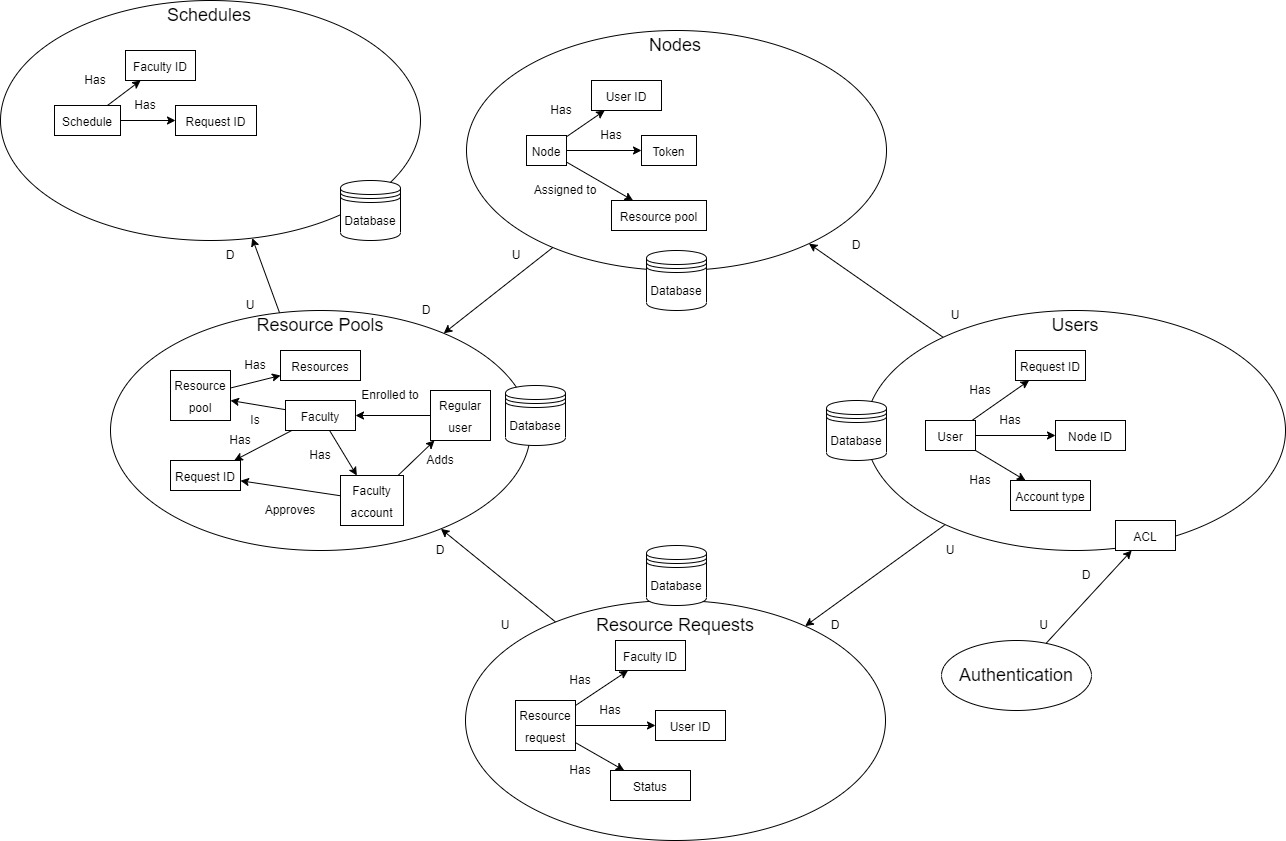 Schedules
Faculty ID
Has
Has
Schedule
Request ID
Database
D
U
Nodes
User ID
Has
Has
Node
Token
Assigned to
Resource pool
Database
U
D
D
U
Resource Pools
Has
Resources
Resource
pool
Enrolled to
Regular
user
Is
Faculty
Has
Has
Adds
Request ID
Faculty
account
Approves
Database
D
U
Users
Request ID
Has
Has
User
Node ID
Has
Account type
Database
ACL
U
D
D
U
Authentication
Database
Resource Requests
Faculty ID
Has
Has
Resource
request
User ID
Has
Status